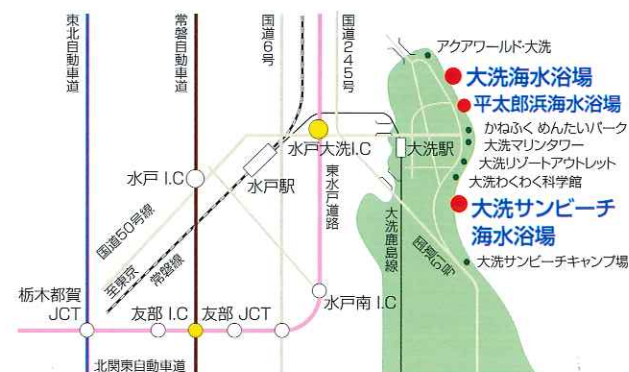 東北自動車道
常磐自動車道
国道6号
国道245号
アクアワールド・大洗
大洗海水浴場
平太郎浜海水浴場
かねふく めんたいパーク
大洗マリンタワー
大洗リゾートアウトレット
大洗わくわく科学館
大洗サンビーチ
海水浴場
大洗サンビーチキャンプ場
水戸大洗I.C
大洗駅
水戸 I.C
水戸駅
東水戸道路
大洗鹿島線
国道51号
国道50号線
至東京
常磐線
水戸南 I.C
栃木都賀
JCT
友部 I.C
友部 JCT
北関東自動車道